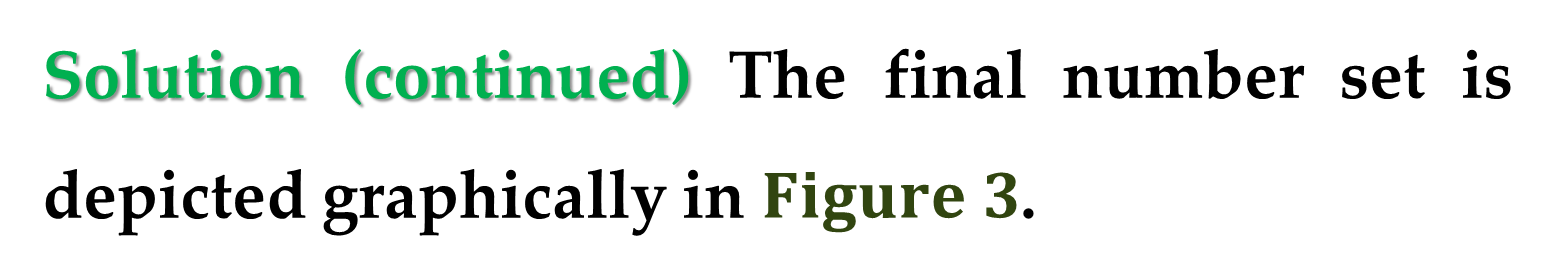 Solution (continued) The final number set is
depicted graphically in Figure 3.